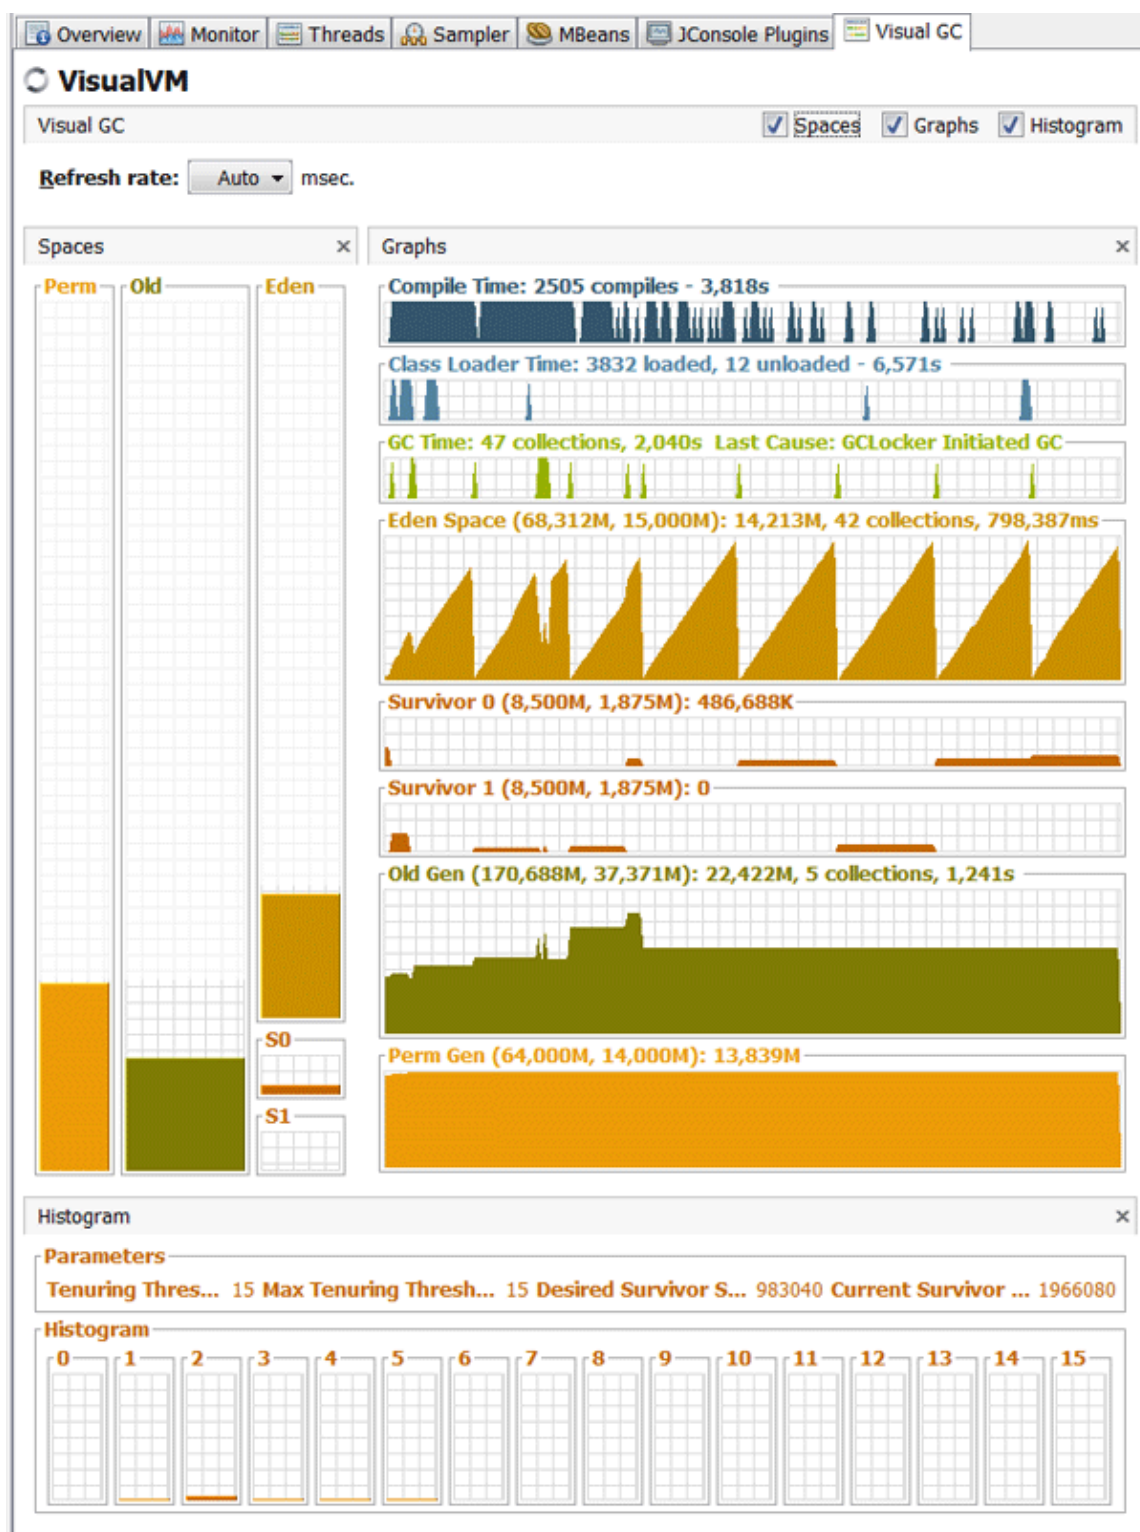 Overview Monitor Threads Sampler MBeans JConsole Plugins Visual GC
VisualVM
Visual GC Spaces Graphs Histogram
Refresh rate: Auto msec.
Spaces
Perm Old Eden
S0
S1
Graphs
Compile Time: 2505 compiles - 3,818s
Class Loader Time: 3832 loaded, 12 unloaded - 6,571s
GC Time: 47 collections, 2,040s Last Cause: GCLocker Initiated GC
Eden Space (68,312M, 15,000M): 14,213M, 42 collections, 798,387ms
Survivor 0 (8,500M, 1,875M): 486,688K
Survivor 1 (8,500M, 1,875M): 0
Old Gen (170,688M, 37,371M): 22,422M, 5 collections, 1,241s
Perm Gen (64,000M, 14,000M): 13,839M
Histogram
Parameters
Tenuring Thres... 15 Max Tenuring Thresh... 15 Desired Survivor S... 983040 Current Survivor ... 1966080
Histogram
0 1 2 3 4 5 6 7 8 9 10 11 12 13 14 15